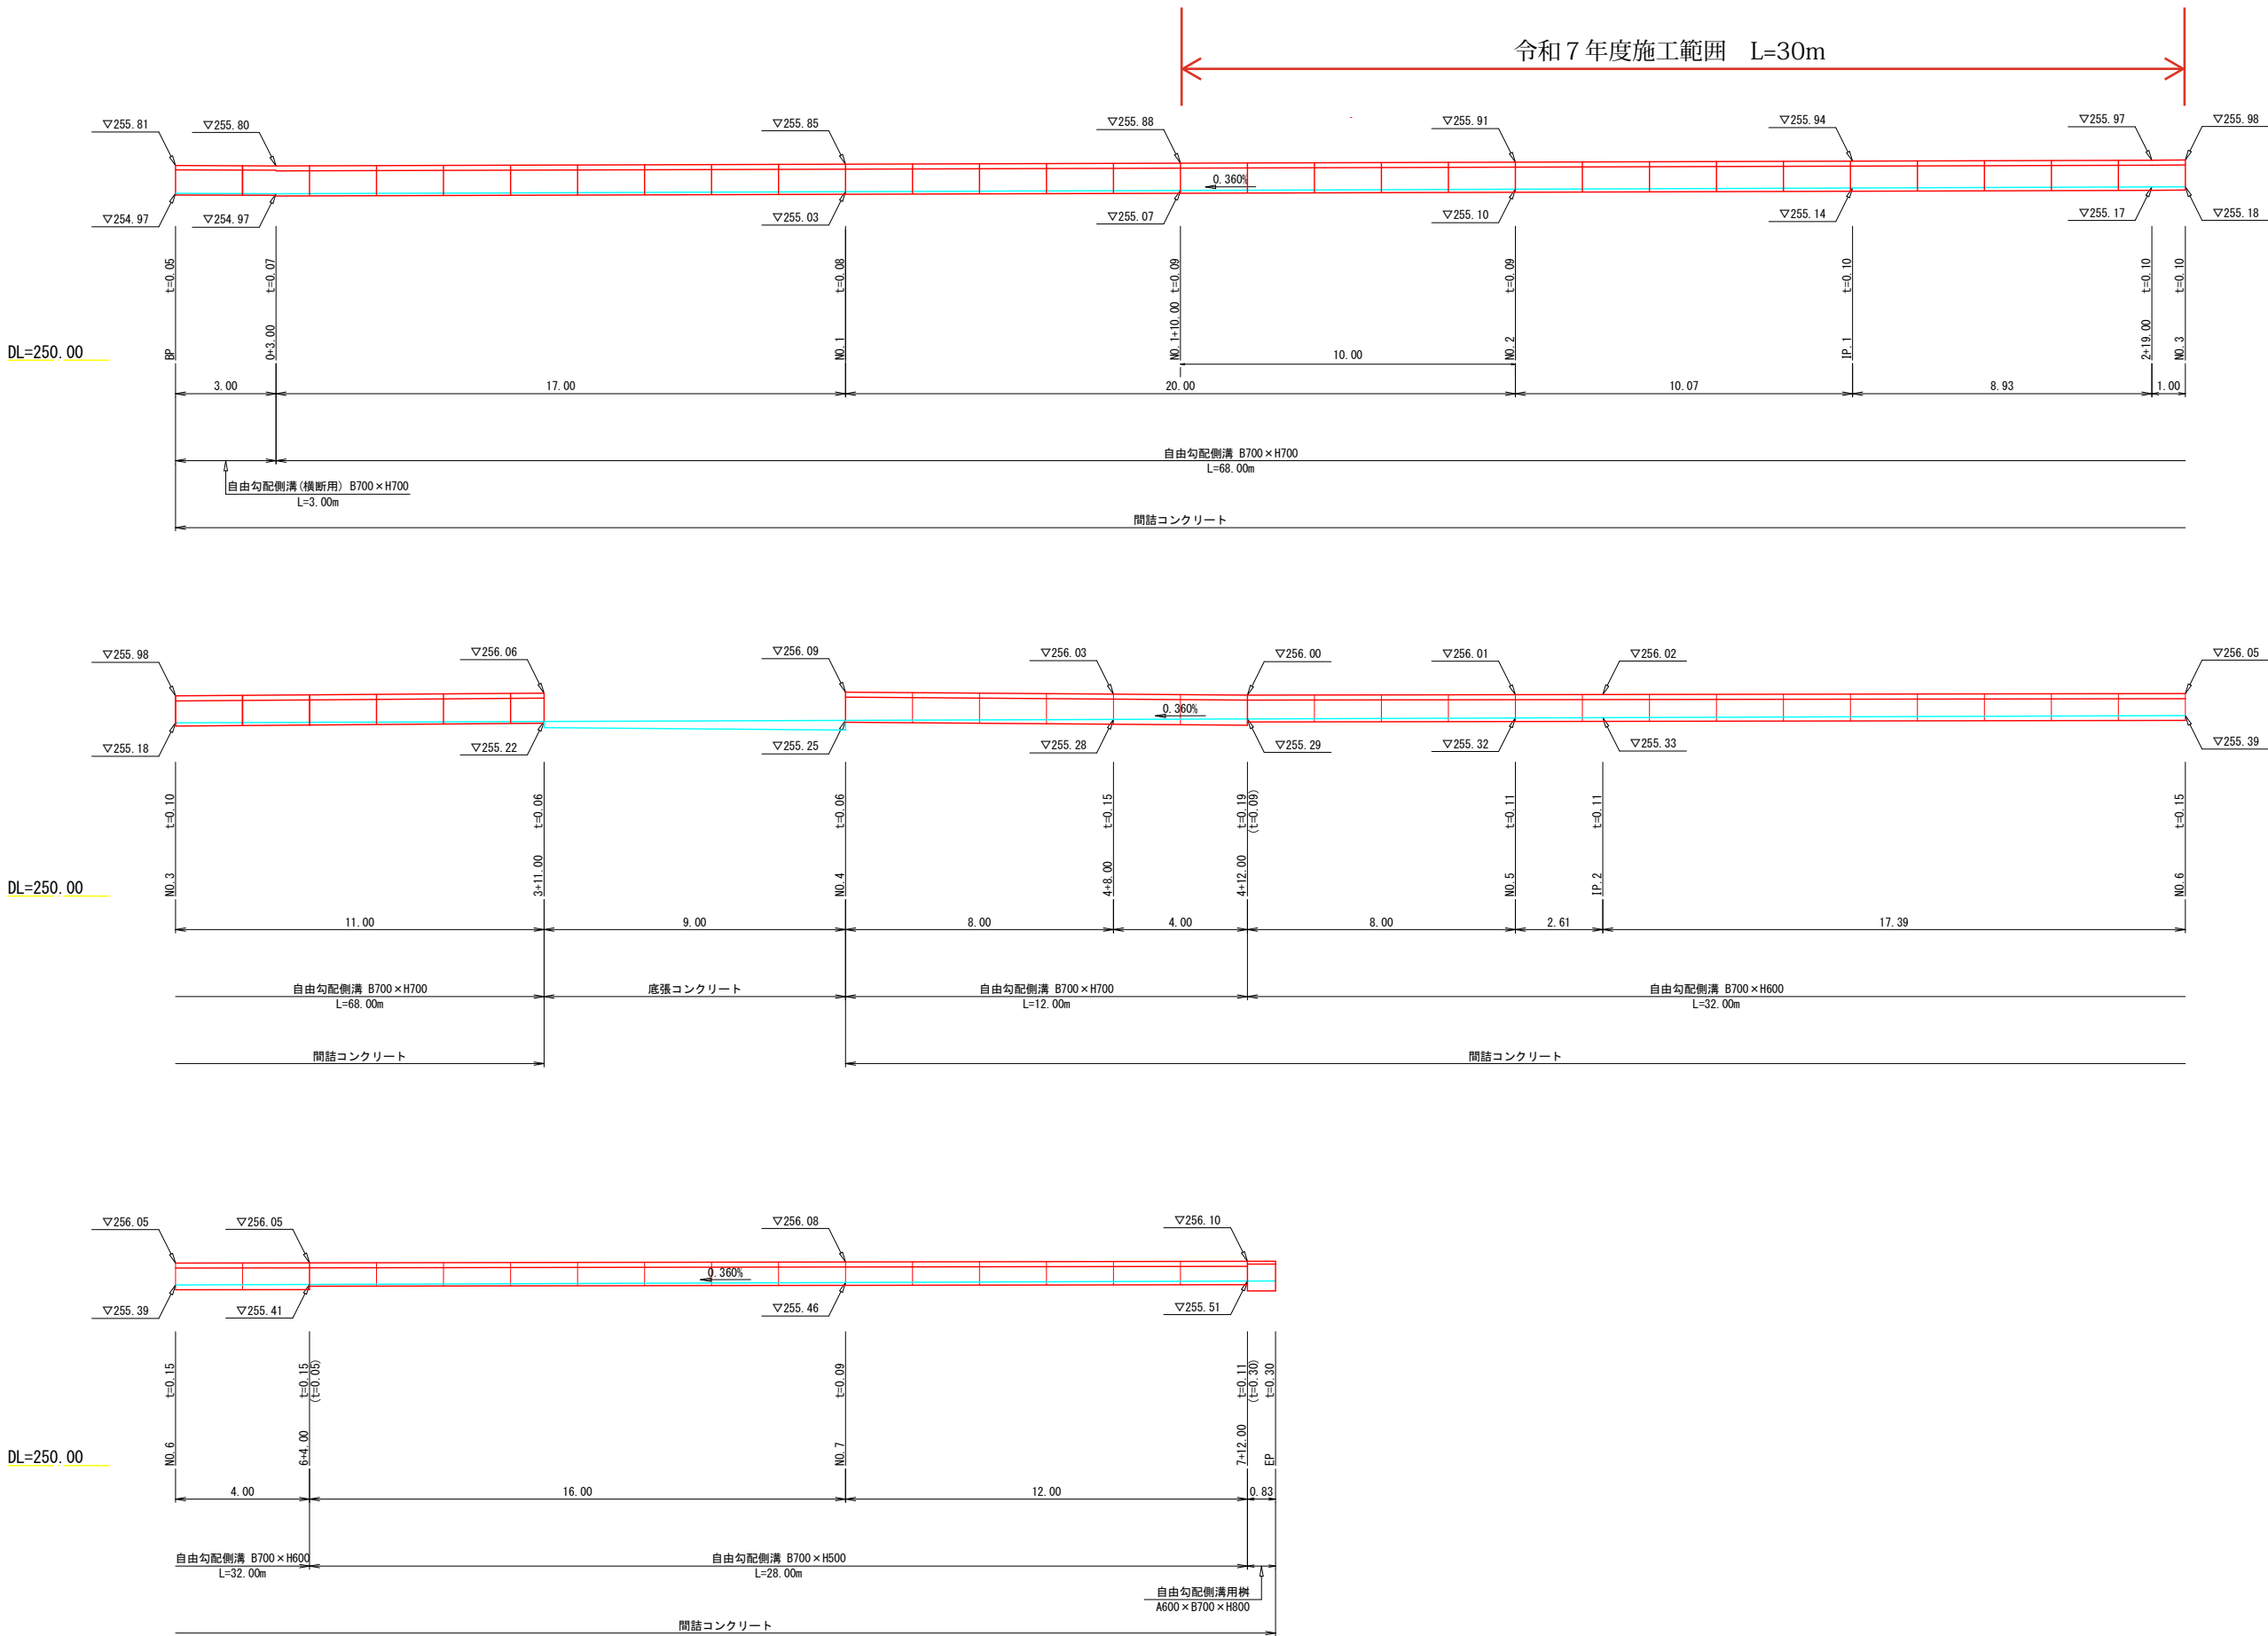 令和７年度施工範囲　L=30m
▽255.81
▽255.80
▽255.85
▽255.88
▽255.91
▽255.94
▽255.97
▽255.98
0.360%
▽254.97
▽254.97
▽255.03
▽255.07
▽255.10
▽255.14
▽255.17
▽255.18
BP t=0.05
0+3.00 t=0.07
NO.1 t=0.08
NO.1+10.00 t=0.09
NO.2 t=0.09
IP.1 t=0.10
2+19.00 t=0.10
NO.3 t=0.10
DL=250.00
10.00
3.00
17.00
20.00
10.07
8.93
1.00
自由勾配側溝 B700×H700
L=68.00m
自由勾配側溝(横断用) B700×H700
L=3.00m
間詰コンクリート
▽255.98
▽256.06
▽256.09
▽256.03
▽256.00
▽256.01
▽256.02
▽256.05
0.360%
▽255.18
▽255.22
▽255.25
▽255.28
▽255.29
▽255.32
▽255.33
▽255.39
NO.3 t=0.10
3+11.00 t=0.06
NO.4 t=0.06
4+8.00 t=0.15
4+12.00 t=0.19
(t=0.09)
NO.5 t=0.11
IP.2 t=0.11
NO.6 t=0.15
DL=250.00
11.00
9.00
8.00
4.00
8.00
2.61
17.39
自由勾配側溝 B700×H700
L=68.00m
底張コンクリート
自由勾配側溝 B700×H700
L=12.00m
自由勾配側溝 B700×H600
L=32.00m
間詰コンクリート
間詰コンクリート
▽256.05
▽256.05
▽256.08
▽256.10
0.360%
▽255.39
▽255.41
▽255.46
▽255.51
NO.6 t=0.15
6+4.00 t=0.15
(t=0.05)
NO.7 t=0.09
7+12.00 t=0.11
(t=0.30)
EP t=0.30
DL=250.00
4.00
16.00
12.00
0.83
自由勾配側溝 B700×H600
L=32.00m
自由勾配側溝 B700×H500
L=28.00m
自由勾配側溝用桝
A600×B700×H800
間詰コンクリート